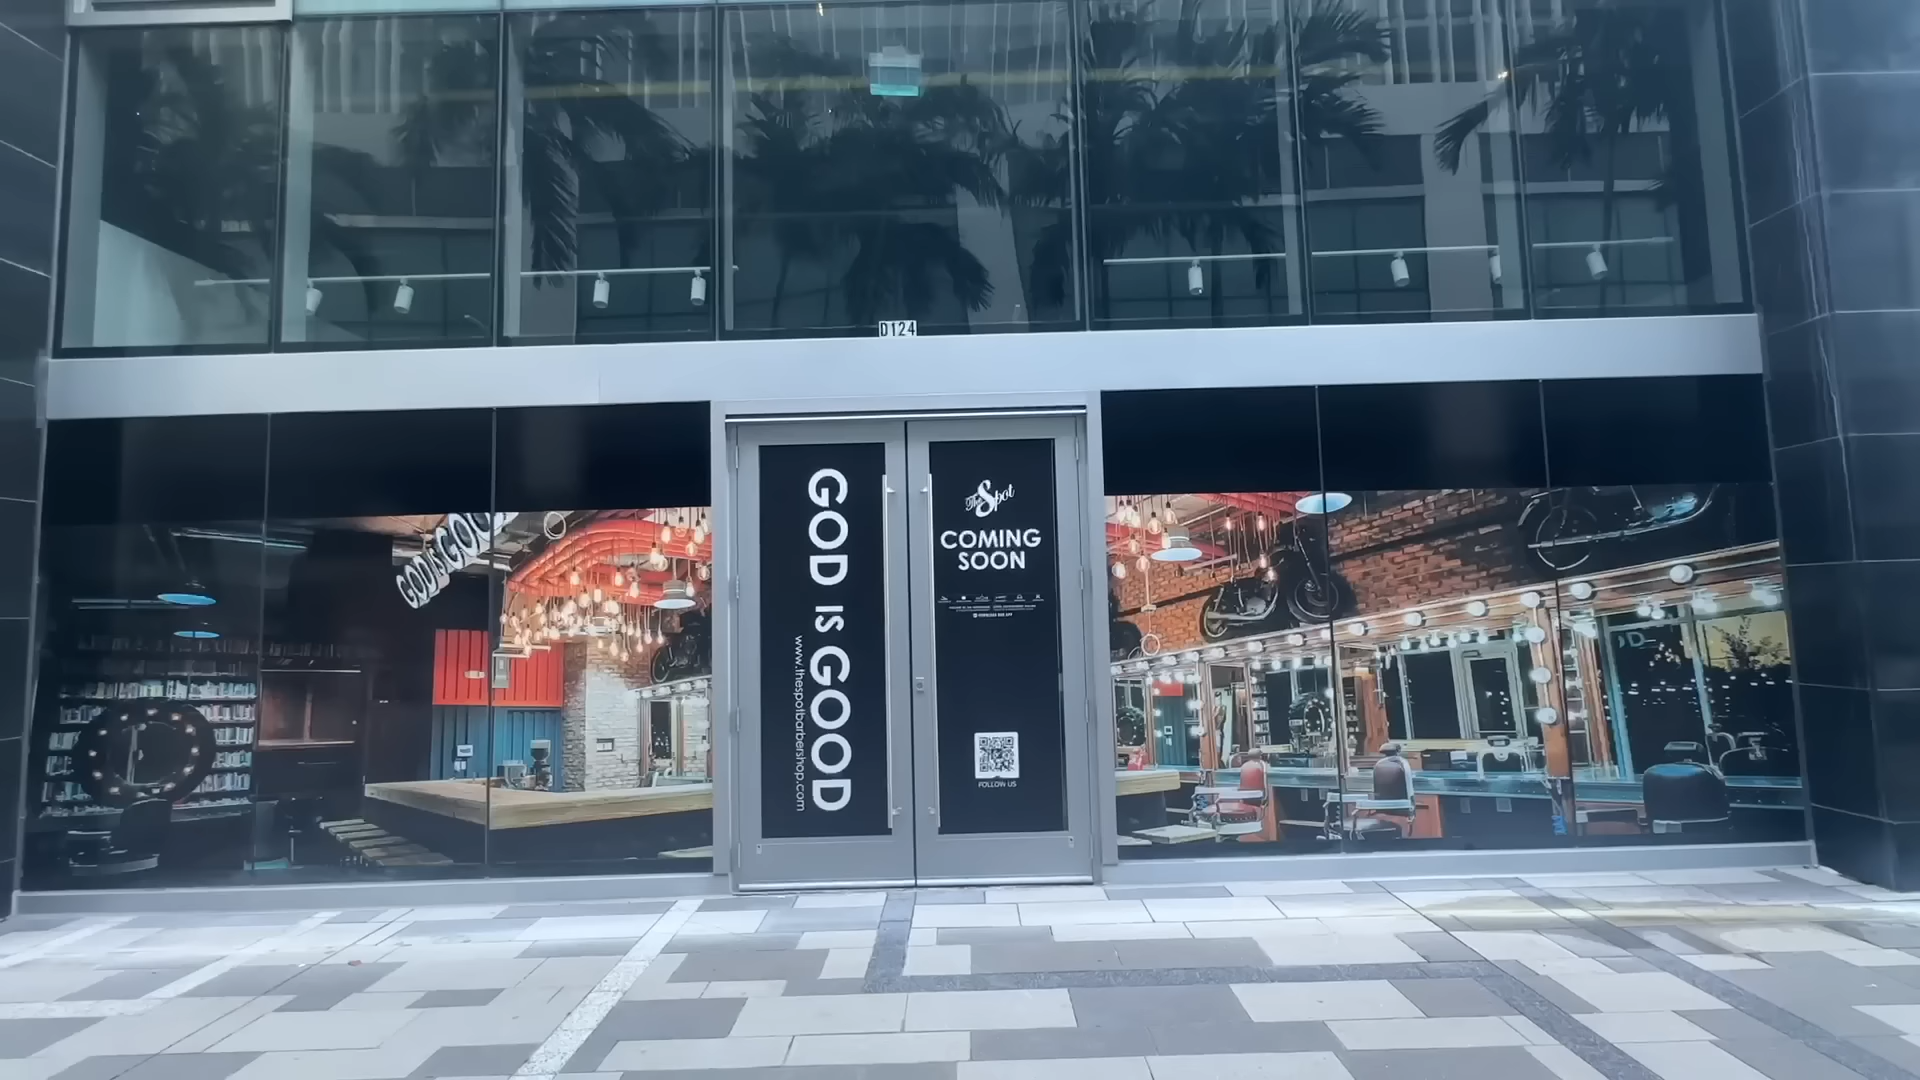 D124
GOD IS GOOD
GOD IS GOOD
www.thespotbarbershop.com
The Spot
COMING
SOON
FOLLOW US